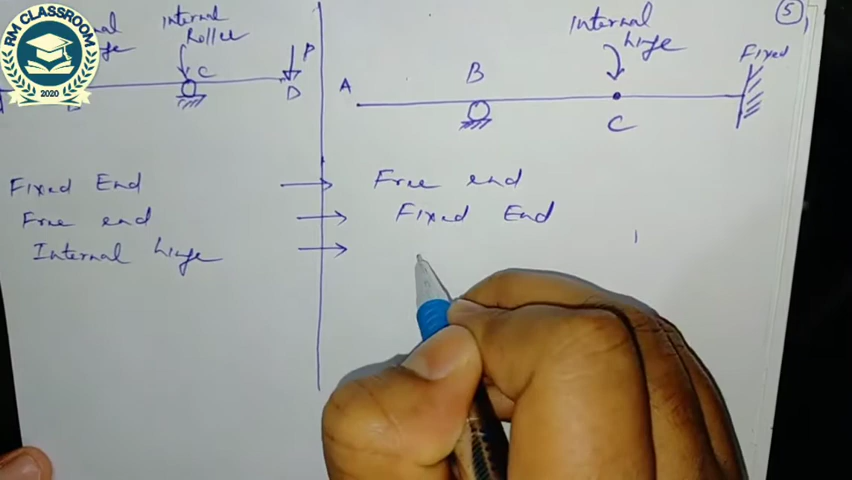 RM CLASSROOM
2020
Internal
Roller
C
P
D
Internal
hinge
5
Fixed
A
B
C
Fixed End → Free end
Free end → Fixed End
Internal hinge →